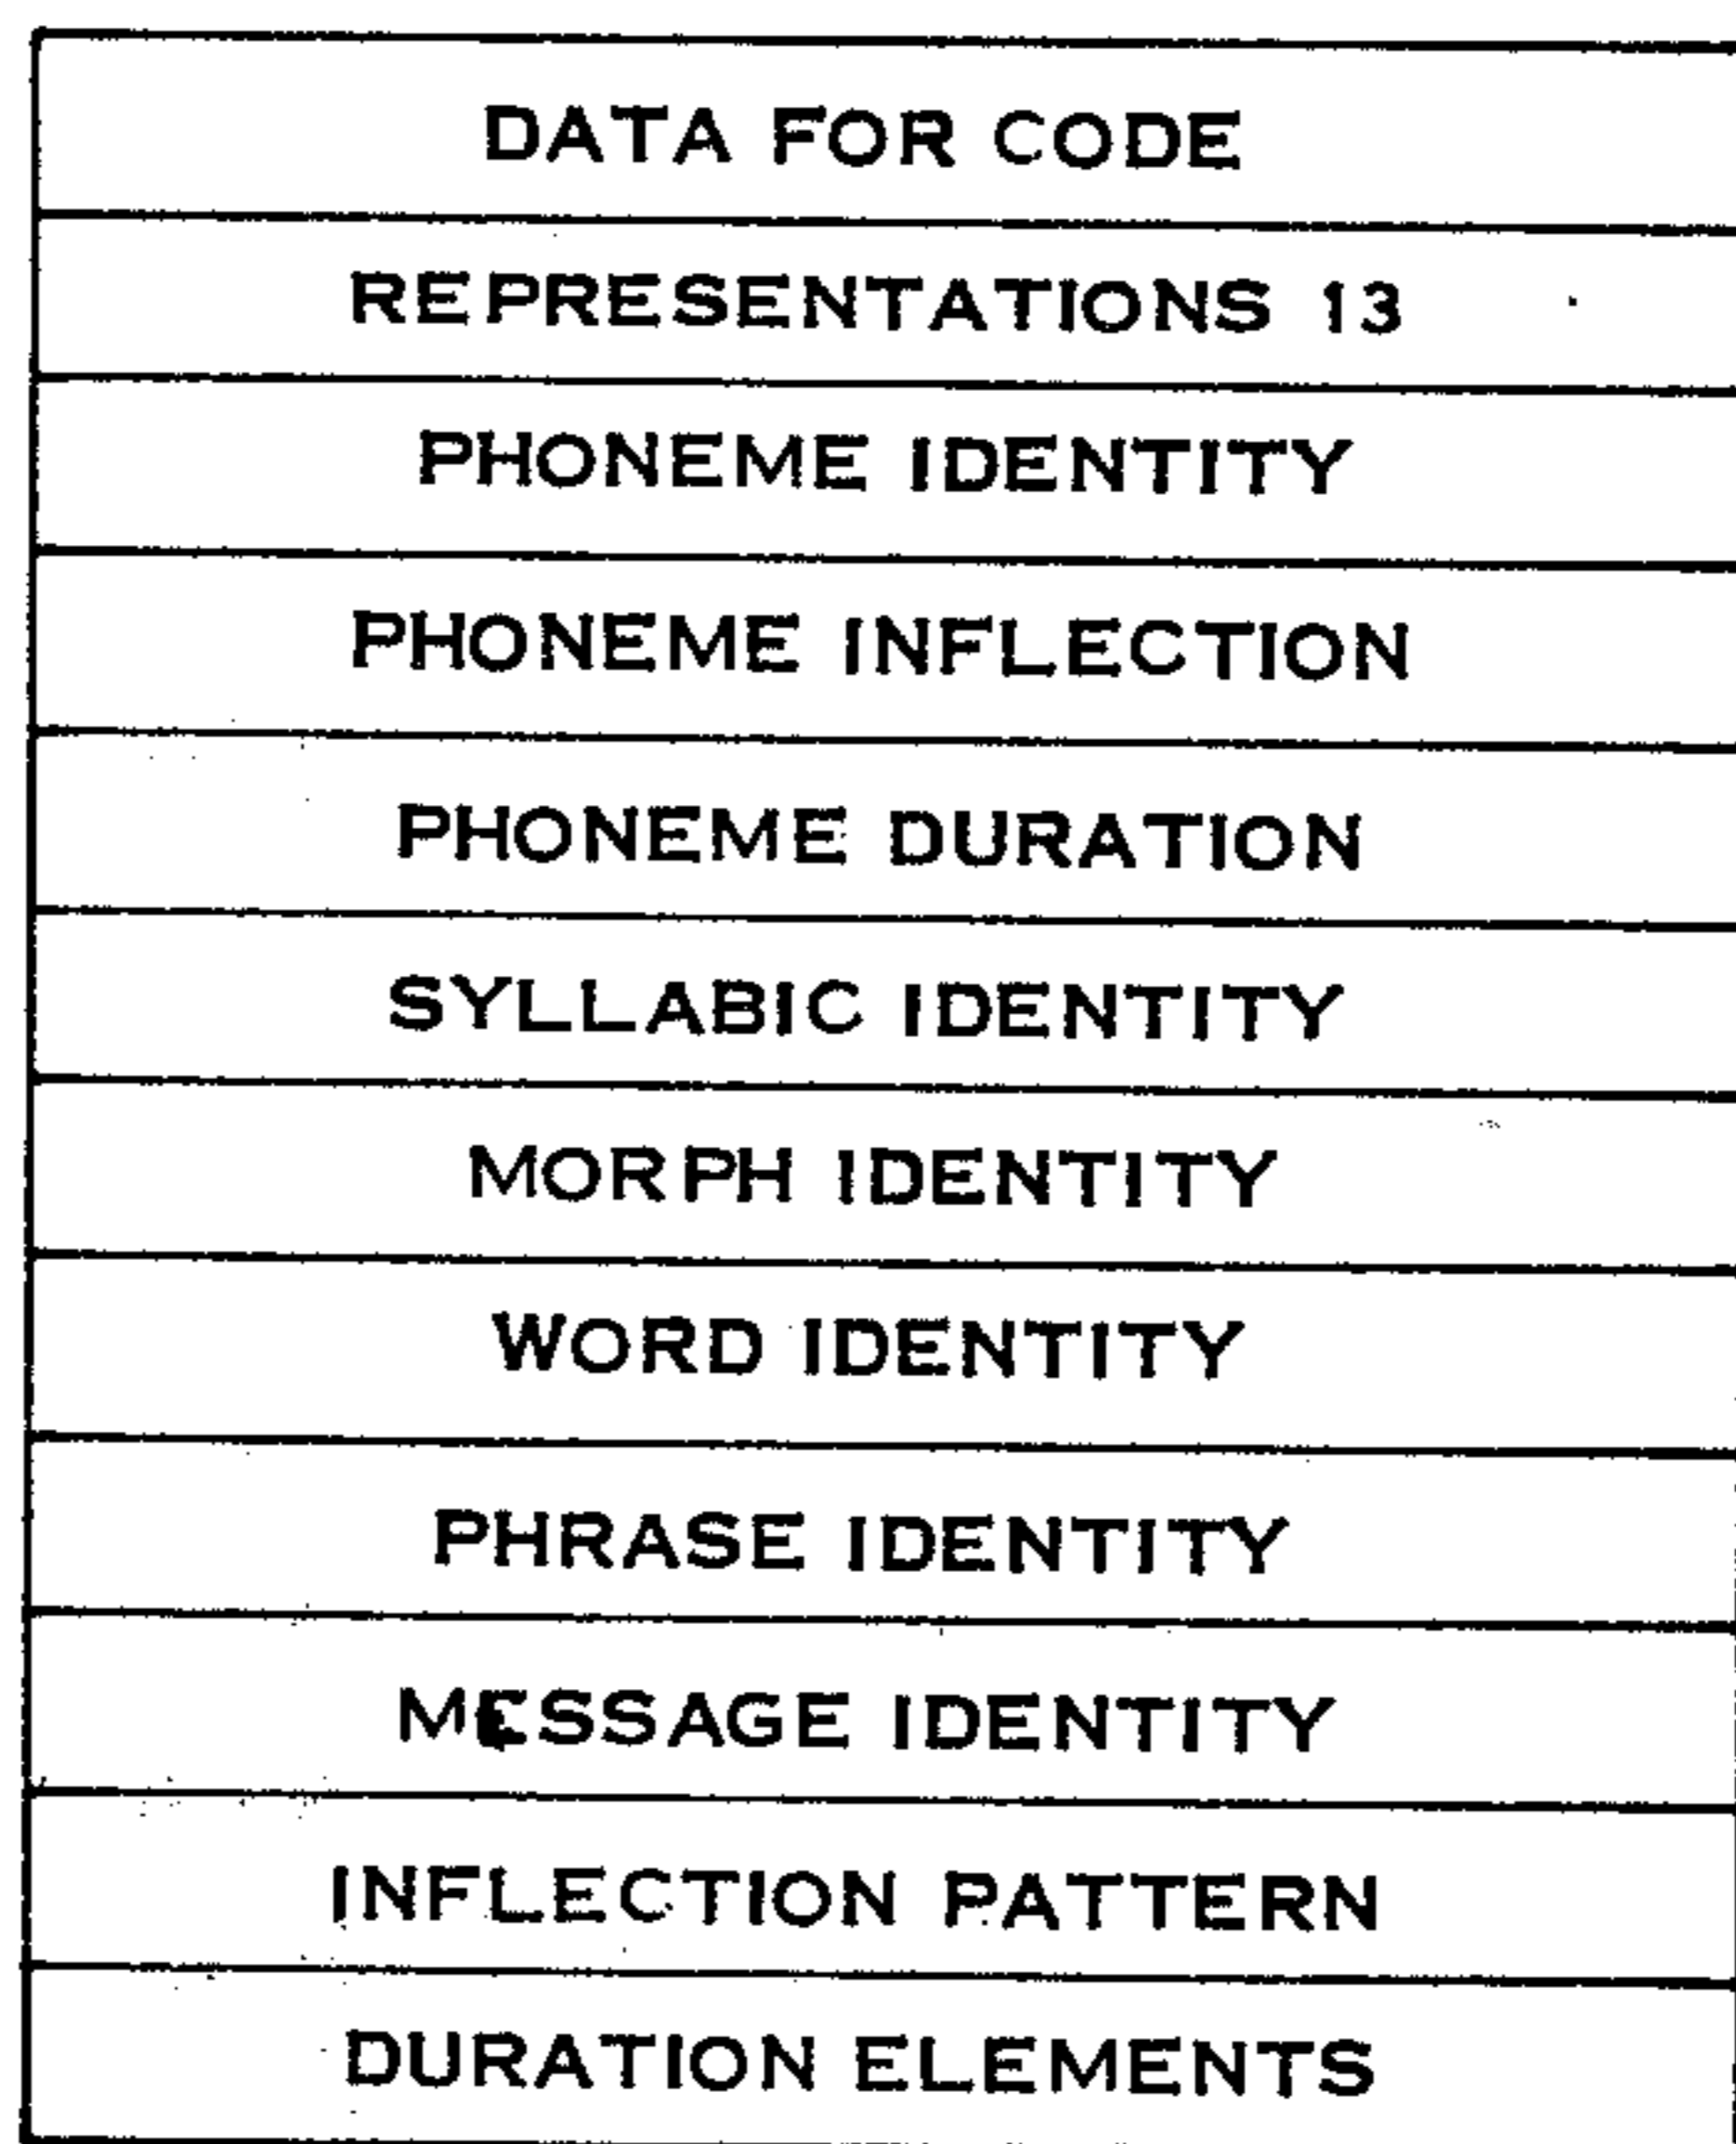 DATA FOR CODE
REPRESENTATIONS 13
PHONEME IDENTITY
PHONEME INFLECTION
PHONEME DURATION
SYLLABIC IDENTITY
MORPH IDENTITY
WORD IDENTITY
PHRASE IDENTITY
MESSAGE IDENTITY
INFLECTION PATTERN
DURATION ELEMENTS